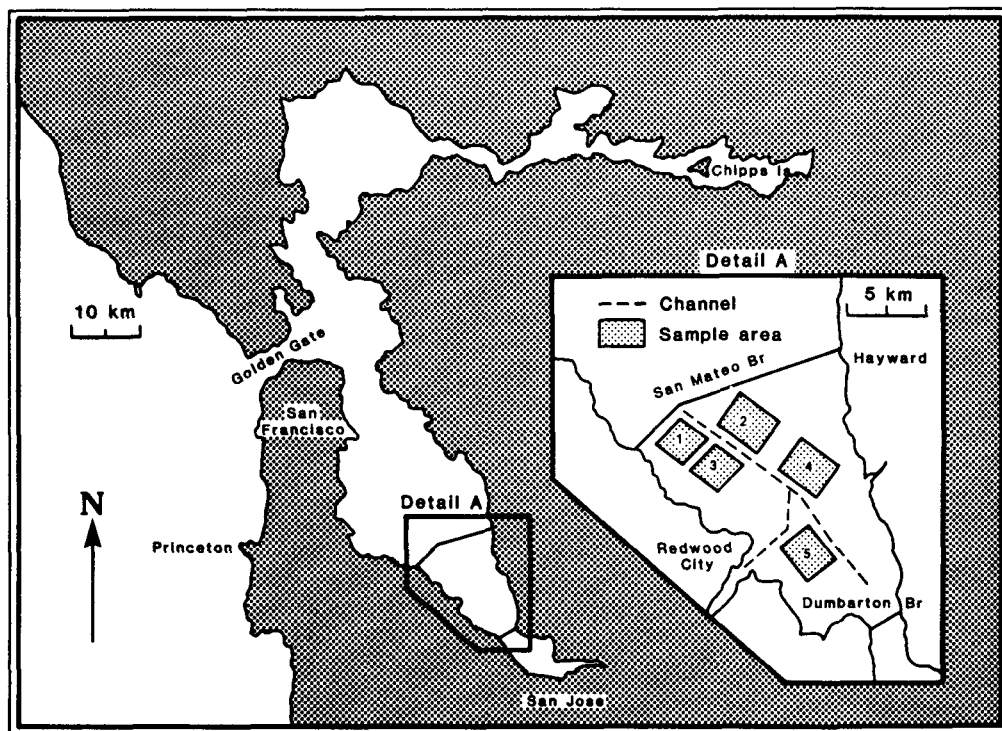 Chipps Is
10 km
Golden Gate
San
Francisco
N
Princeton
Detail A
San Jose
Detail A
Channel
Sample area
5 km
Hayward
San Mateo Br
1
2
3
4
5
Redwood
City
Dumbarton Br